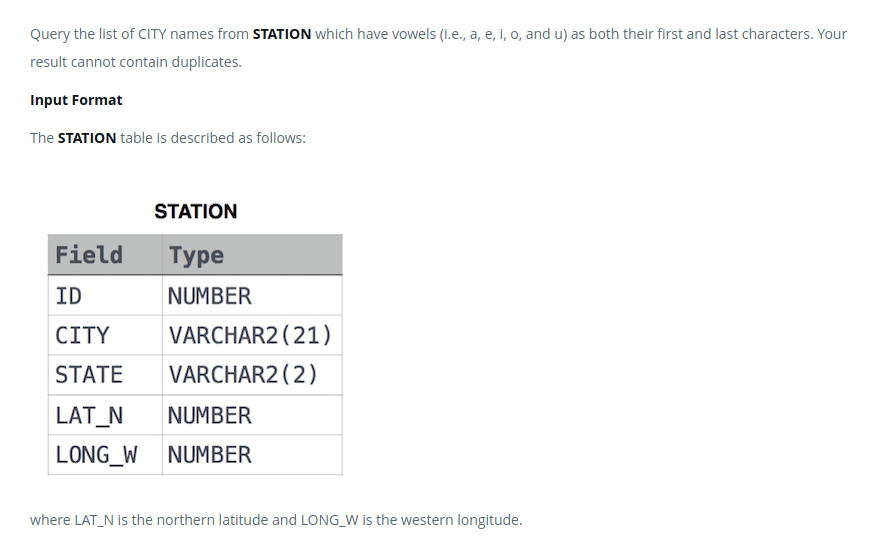 Query the list of CITY names from STATION which have vowels (i.e., a, e, i, o, and u) as both their first and last characters. Your
result cannot contain duplicates.
Input Format
The STATION table is described as follows:
STATION
Field Type
ID NUMBER
CITY VARCHAR2(21)
STATE VARCHAR2(2)
LAT_N NUMBER
LONG_W NUMBER
where LAT_N is the northern latitude and LONG_W is the western longitude.